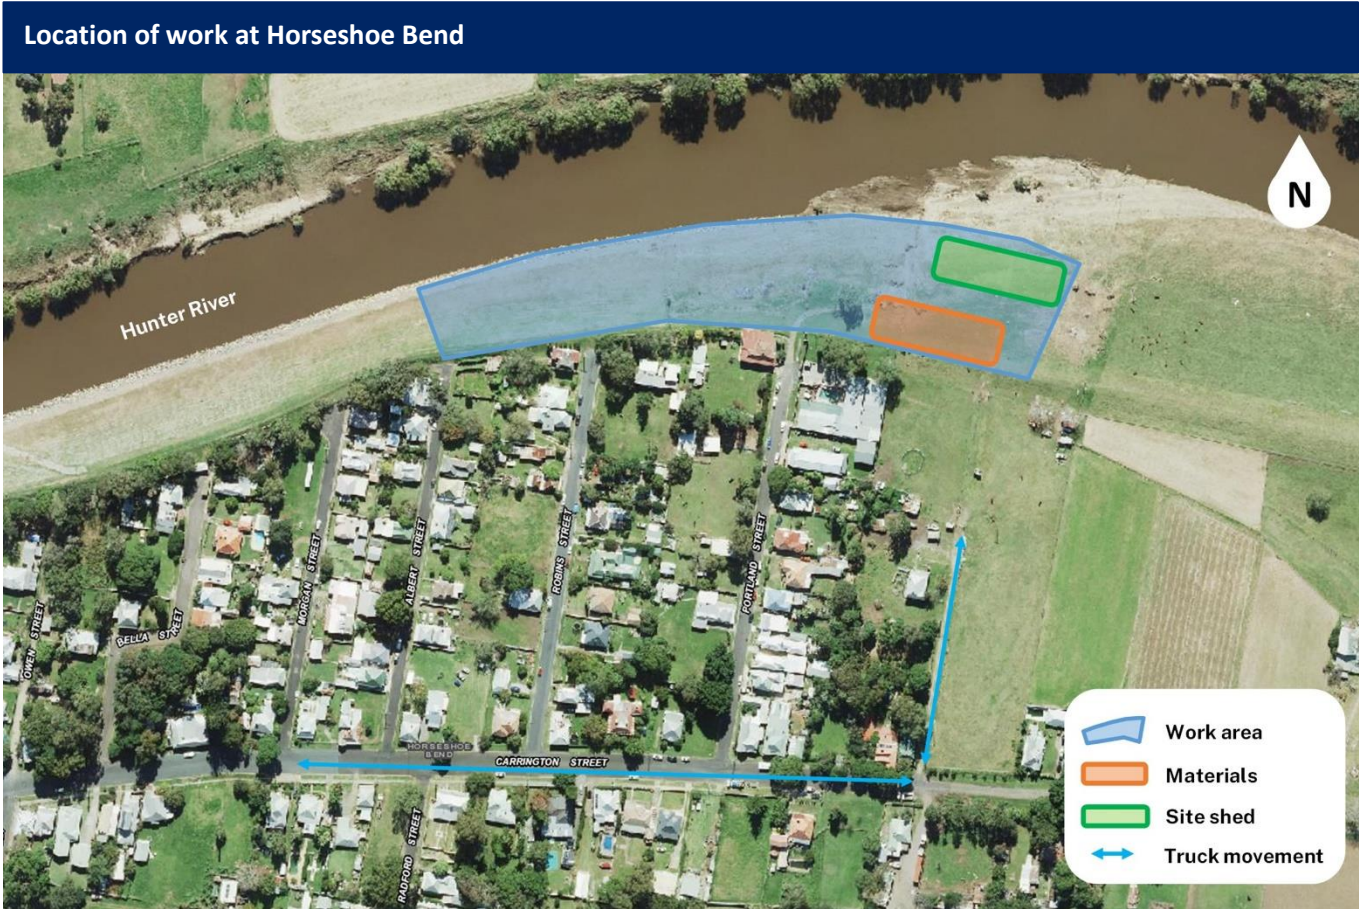 Location of work at Horseshoe Bend
N
Hunter River
OWEN STREET
BELLA STREET
MORGAN STREET
ALBERT STREET
ROBINS STREET
PORTLAND STREET
HORSESHOE
BEND
CARRINGTON STREET
RADFORD STREET
Work area
Materials
Site shed
Truck movement